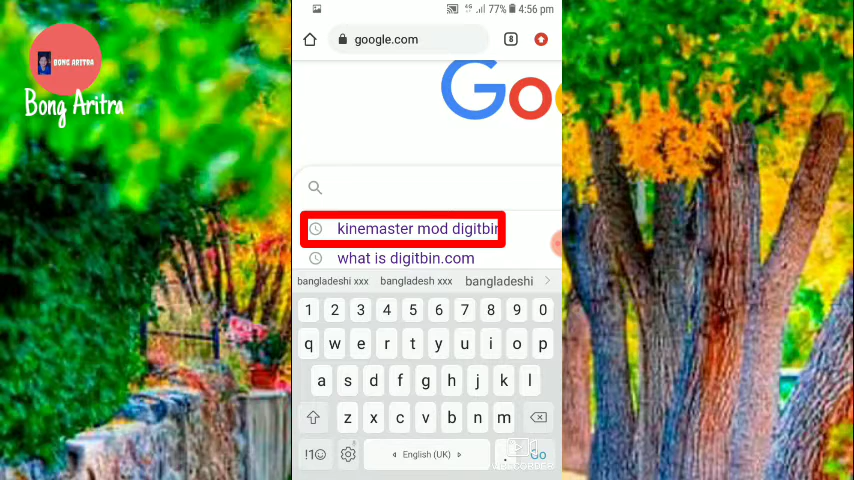 77% 4:56 pm
google.com
8
BONG ARITRA
Bong Aritra
Goo
kinemaster mod digitbin
what is digitbin.com
bangladeshi xxx bangladesh xxx bangladeshi
1 2 3 4 5 6 7 8 9 0
q w e r t y u i o p
a s d f g h j k l
z x c v b n m
!1☺ English (UK) . Go